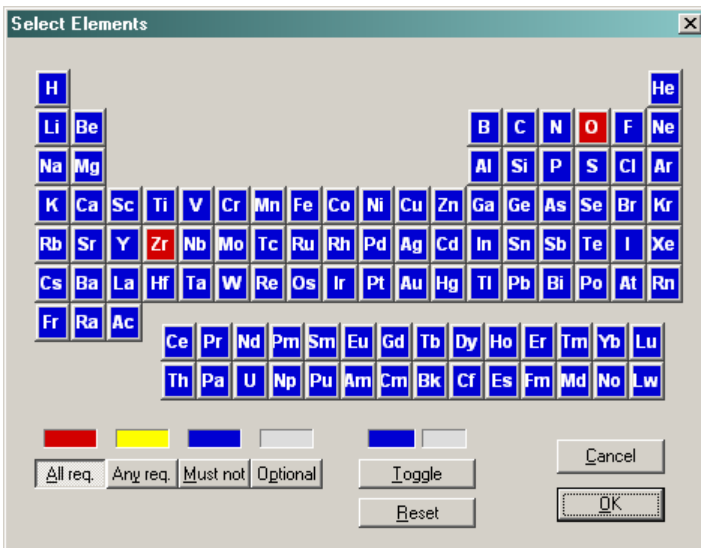 Select Elements
H He
Li Be B C N O F Ne
Na Mg Al Si P S Cl Ar
K Ca Sc Ti V Cr Mn Fe Co Ni Cu Zn Ga Ge As Se Br Kr
Rb Sr Y Zr Nb Mo Tc Ru Rh Pd Ag Cd In Sn Sb Te I Xe
Cs Ba La Hf Ta W Re Os Ir Pt Au Hg Tl Pb Bi Po At Rn
Fr Ra Ac
Ce Pr Nd Pm Sm Eu Gd Tb Dy Ho Er Tm Yb Lu
Th Pa U Np Pu Am Cm Bk Cf Es Fm Md No Lw
All req. Any req. Must not Optional Toggle Cancel
Reset OK